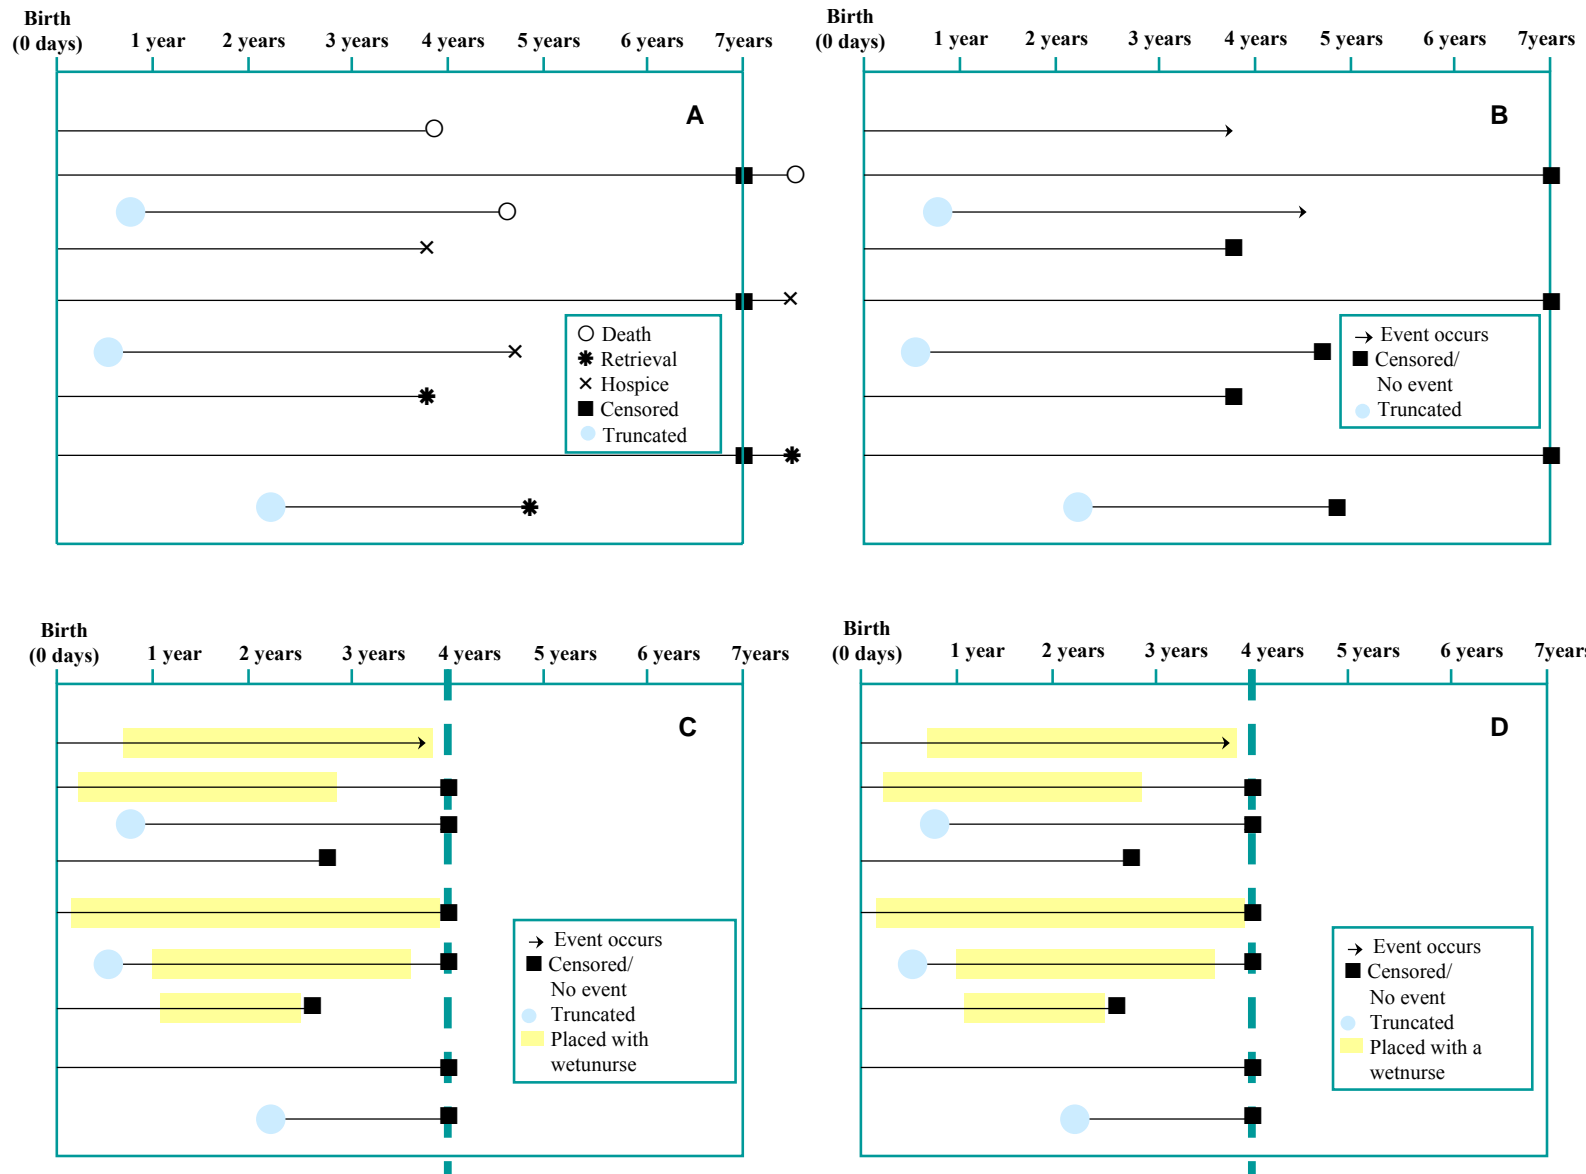 Birth
(0 days) 1 year 2 years 3 years 4 years 5 years 6 years 7years
A
Death
Retrieval
Hospice
Censored
Truncated
Birth
(0 days) 1 year 2 years 3 years 4 years 5 years 6 years 7years
B
Event occurs
Censored/
No event
Truncated
Birth
(0 days) 1 year 2 years 3 years 4 years 5 years 6 years 7years
C
Event occurs
Censored/
No event
Truncated
Placed with
wetunurse
Birth
(0 days) 1 year 2 years 3 years 4 years 5 years 6 years 7years
D
Event occurs
Censored/
No event
Truncated
Placed with a
wetnurse